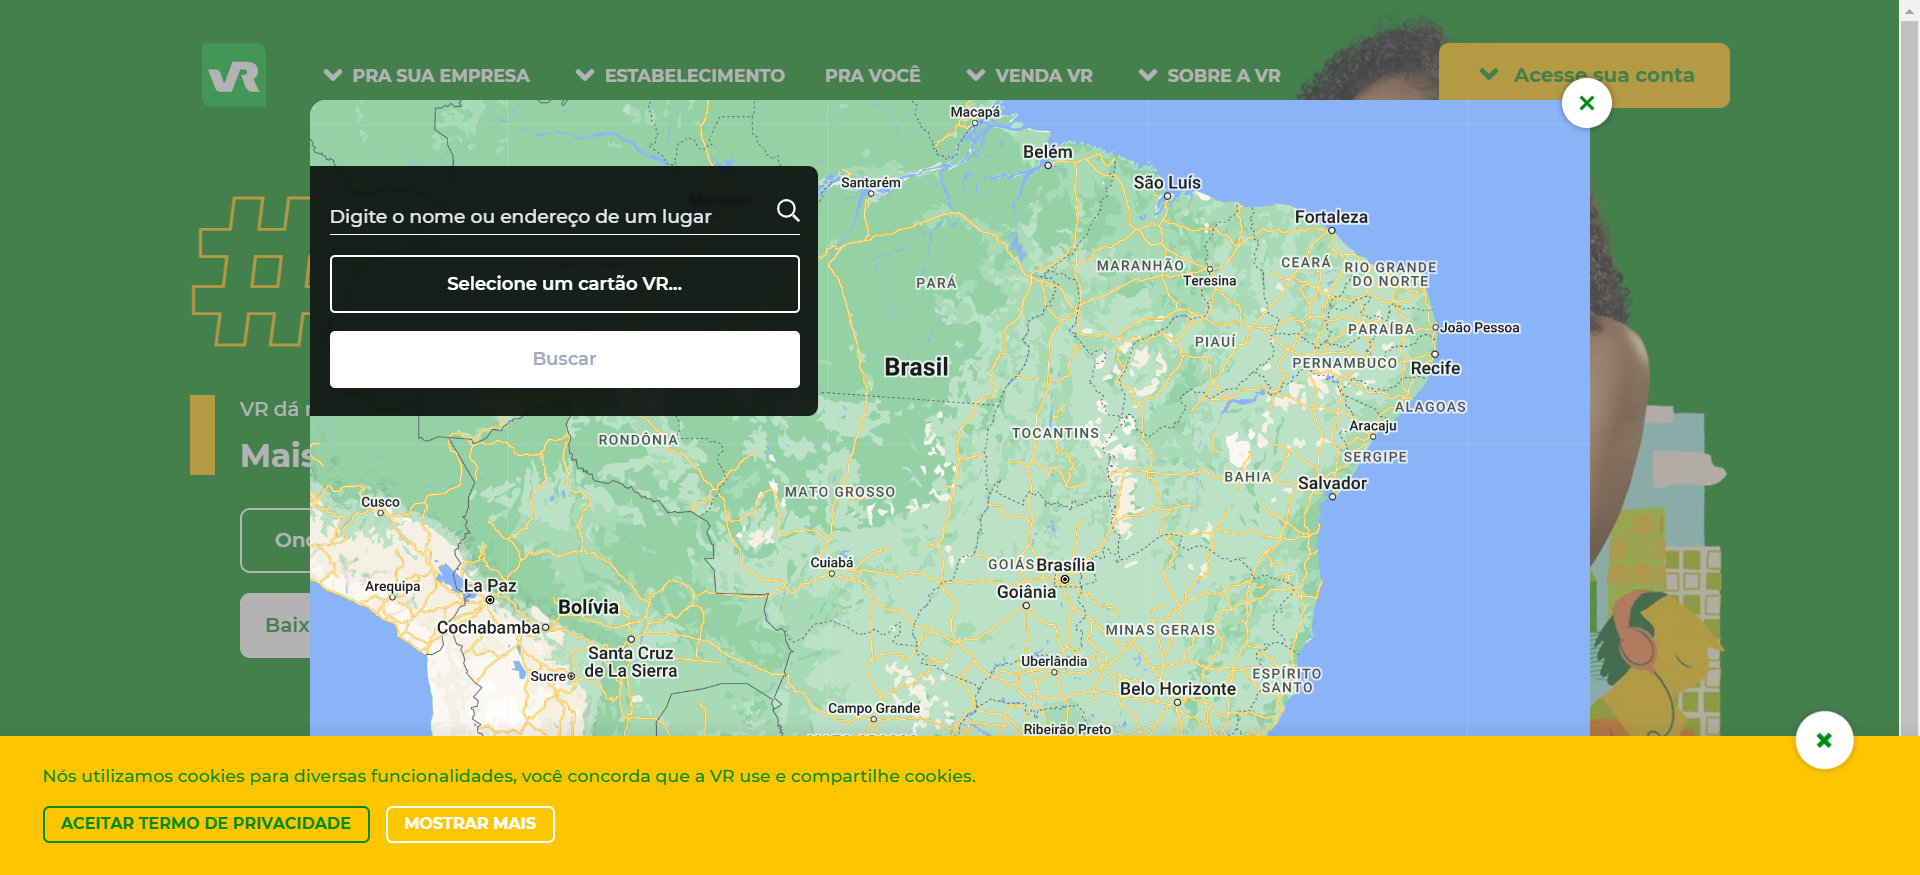 VR
PRA SUA EMPRESA
ESTABELECIMENTO
PRA VOCÊ
VENDA VR
SOBRE A VR
Acesse sua conta
#
VR dá
Mais
Baix
Digite o nome ou endereço de um lugar
Selecione um cartão VR...
Buscar
Macapá
Belém
Santarém
São Luís
Fortaleza
MARANHÃO
CEARÁ
RIO GRANDE
DO NORTE
Teresina
PARÁ
PARAÍBA
João Pessoa
PIAUÍ
PERNAMBUCO
Recife
Brasil
ALAGOAS
Aracaju
TOCANTINS
RONDÔNIA
SERGIPE
BAHIA
Salvador
MATO GROSSO
Cusco
Cuiabá
GOIÁS
Brasília
Goiânia
Arequipa
La Paz
Bolívia
Cochabamba
MINAS GERAIS
Santa Cruz
de La Sierra
Uberlândia
Sucre
ESPÍRITO
SANTO
Belo Horizonte
Campo Grande
Ribeirão Preto
Nós utilizamos cookies para diversas funcionalidades, você concorda que a VR use e compartilhe cookies.
ACEITAR TERMO DE PRIVACIDADE
MOSTRAR MAIS